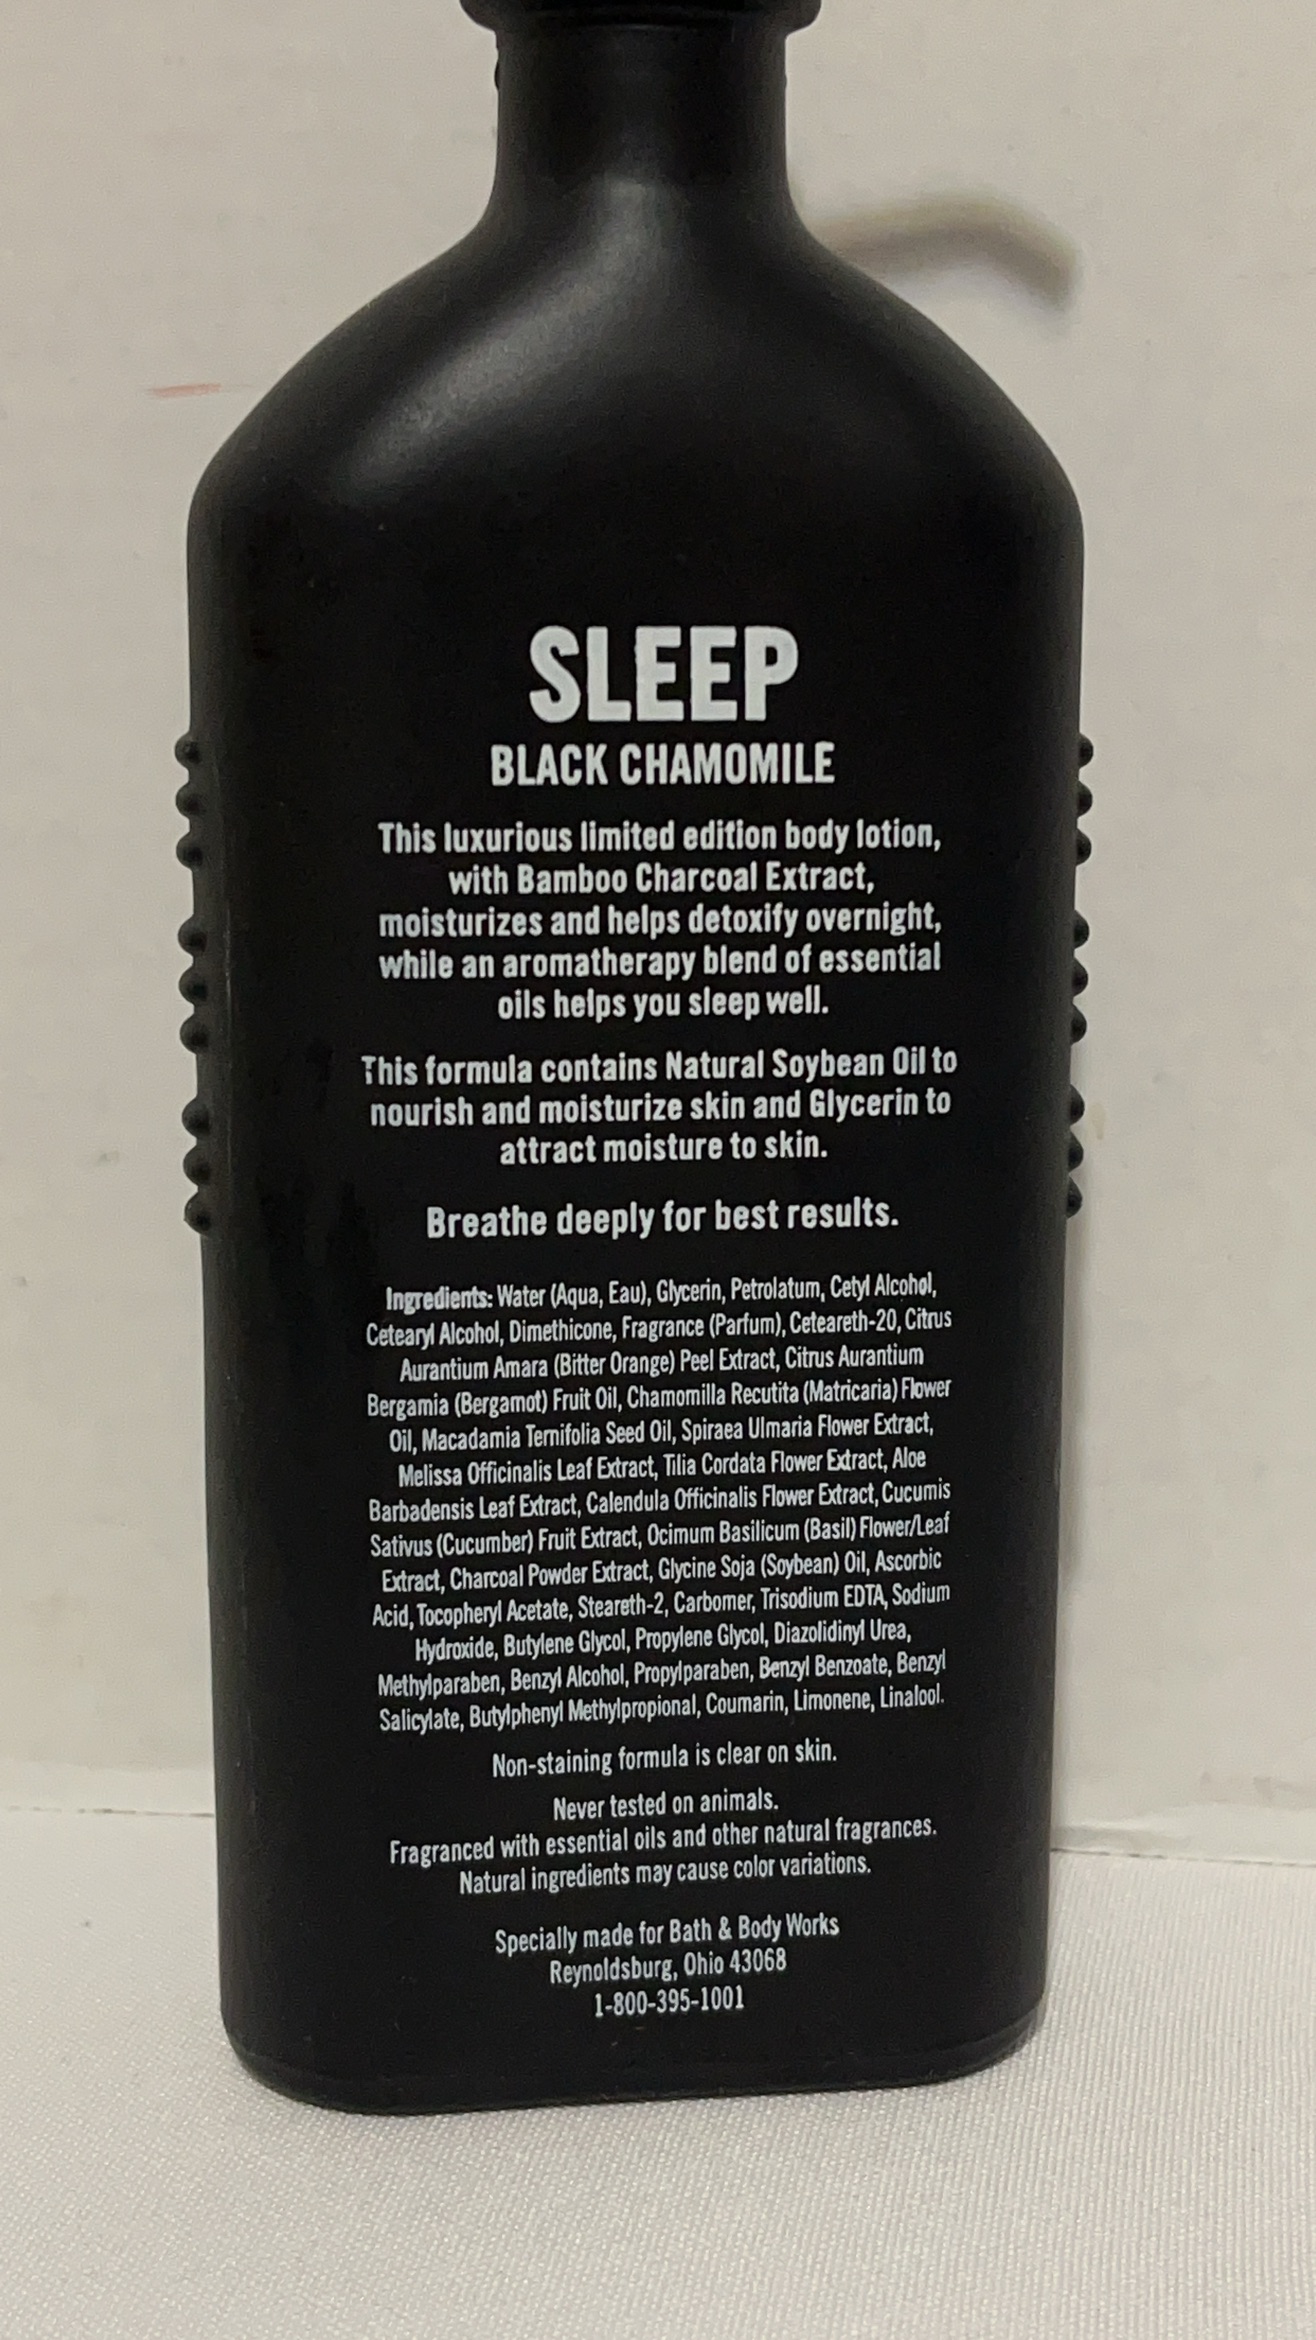 SLEEP
BLACK CHAMOMILE
This luxurious limited edition body lotion,
with Bamboo Charcoal Extract,
moisturizes and helps detoxify overnight,
while an aromatherapy blend of essential
oils helps you sleep well.
This formula contains Natural Soybean Oil to
nourish and moisturize skin and Glycerin to
attract moisture to skin.
Breathe deeply for best results.
Ingredients: Water (Aqua, Eau), Glycerin, Petrolatum, Cetyl Alcohol,
Cetearyl Alcohol, Dimethicone, Fragrance (Parfum), Ceteareth-20, Citrus
Aurantium Amara (Bitter Orange) Peel Extract, Citrus Aurantium
Bergamia (Bergamot) Fruit Oil, Chamomilla Recutita (Matricaria) Flower
Oil, Macadamia Ternifolia Seed Oil, Spiraea Ulmaria Flower Extract,
Melissa Officinalis Leaf Extract, Tilia Cordata Flower Extract, Aloe
Barbadensis Leaf Extract, Calendula Officinalis Flower Extract, Cucumis
Sativus (Cucumber) Fruit Extract, Ocimum Basilicum (Basil) Flower/Leaf
Extract, Charcoal Powder Extract, Glycine Soja (Soybean) Oil, Ascorbic
Acid, Tocopheryl Acetate, Steareth-2, Carbomer, Trisodium EDTA, Sodium
Hydroxide, Butylene Glycol, Propylene Glycol, Diazolidinyl Urea,
Methylparaben, Benzyl Alcohol, Propylparaben, Benzyl Benzoate, Benzyl
Salicylate, Butylphenyl Methylpropional, Coumarin, Limonene, Linalool.
Non-staining formula is clear on skin.
Never tested on animals.
Fragranced with essential oils and other natural fragrances.
Natural ingredients may cause color variations.
Specially made for Bath & Body Works
Reynoldsburg, Ohio 43068
1-800-395-1001